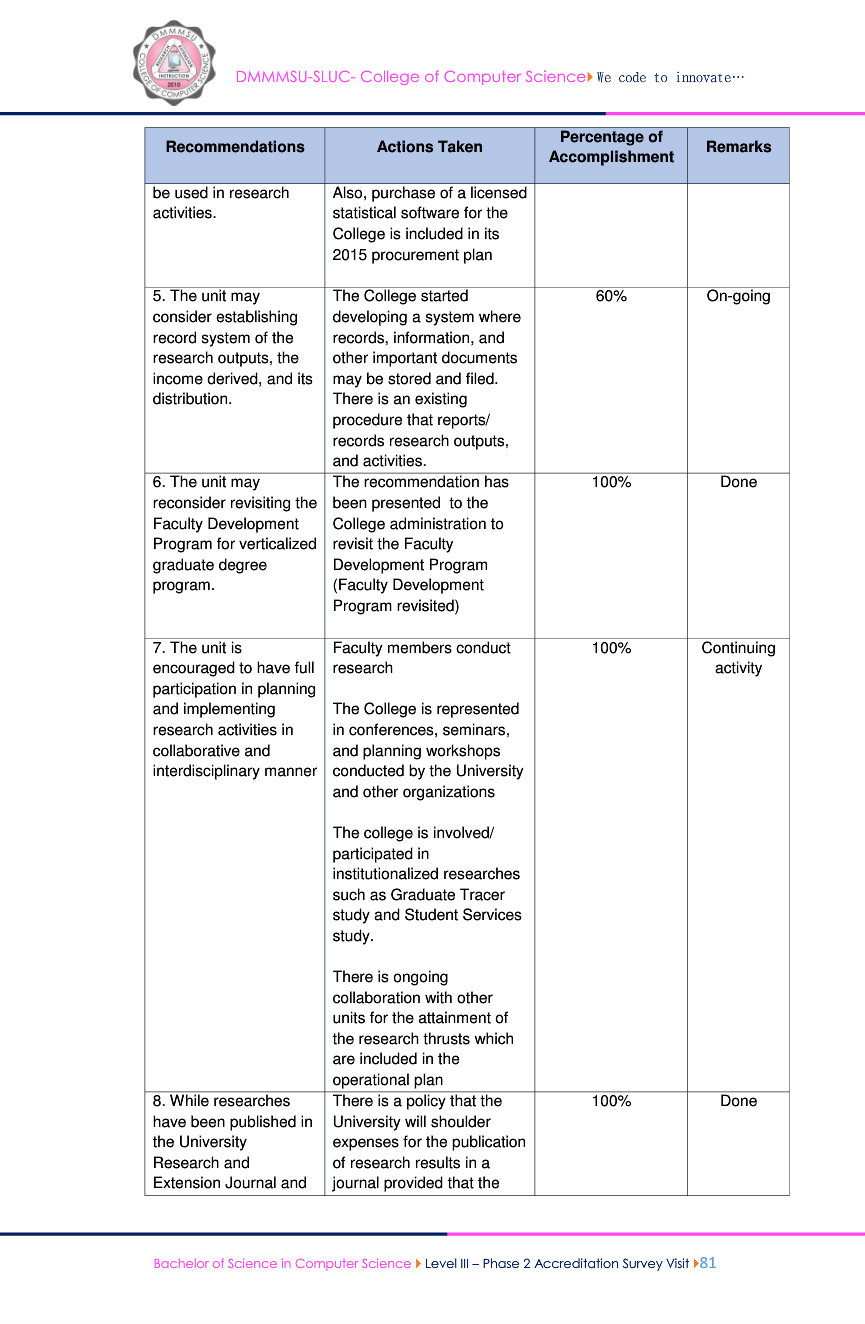 DMMMSU
COLLEGE OF COMPUTER SCIENCE
RESEARCH
EXTENSION
INSTRUCTION
2010
DMMMSU-SLUC- College of Computer Science We code to innovate…
Recommendations
Actions Taken
Percentage of
Accomplishment
Remarks
be used in research
activities.
Also, purchase of a licensed
statistical software for the
College is included in its
2015 procurement plan
5. The unit may
consider establishing
record system of the
research outputs, the
income derived, and its
distribution.
The College started
developing a system where
records, information, and
other important documents
may be stored and filed.
There is an existing
procedure that reports/
records research outputs,
and activities.
60%
On-going
6. The unit may
reconsider revisiting the
Faculty Development
Program for verticalized
graduate degree
program.
The recommendation has
been presented  to the
College administration to
revisit the Faculty
Development Program
(Faculty Development
Program revisited)
100%
Done
7. The unit is
encouraged to have full
participation in planning
and implementing
research activities in
collaborative and
interdisciplinary manner
Faculty members conduct
research
The College is represented
in conferences, seminars,
and planning workshops
conducted by the University
and other organizations
The college is involved/
participated in
institutionalized researches
such as Graduate Tracer
study and Student Services
study.
There is ongoing
collaboration with other
units for the attainment of
the research thrusts which
are included in the
operational plan
100%
Continuing
activity
8. While researches
have been published in
the University
Research and
Extension Journal and
There is a policy that the
University will shoulder
expenses for the publication
of research results in a
journal provided that the
100%
Done
Bachelor of Science in Computer Science Level III – Phase 2 Accreditation Survey Visit 81